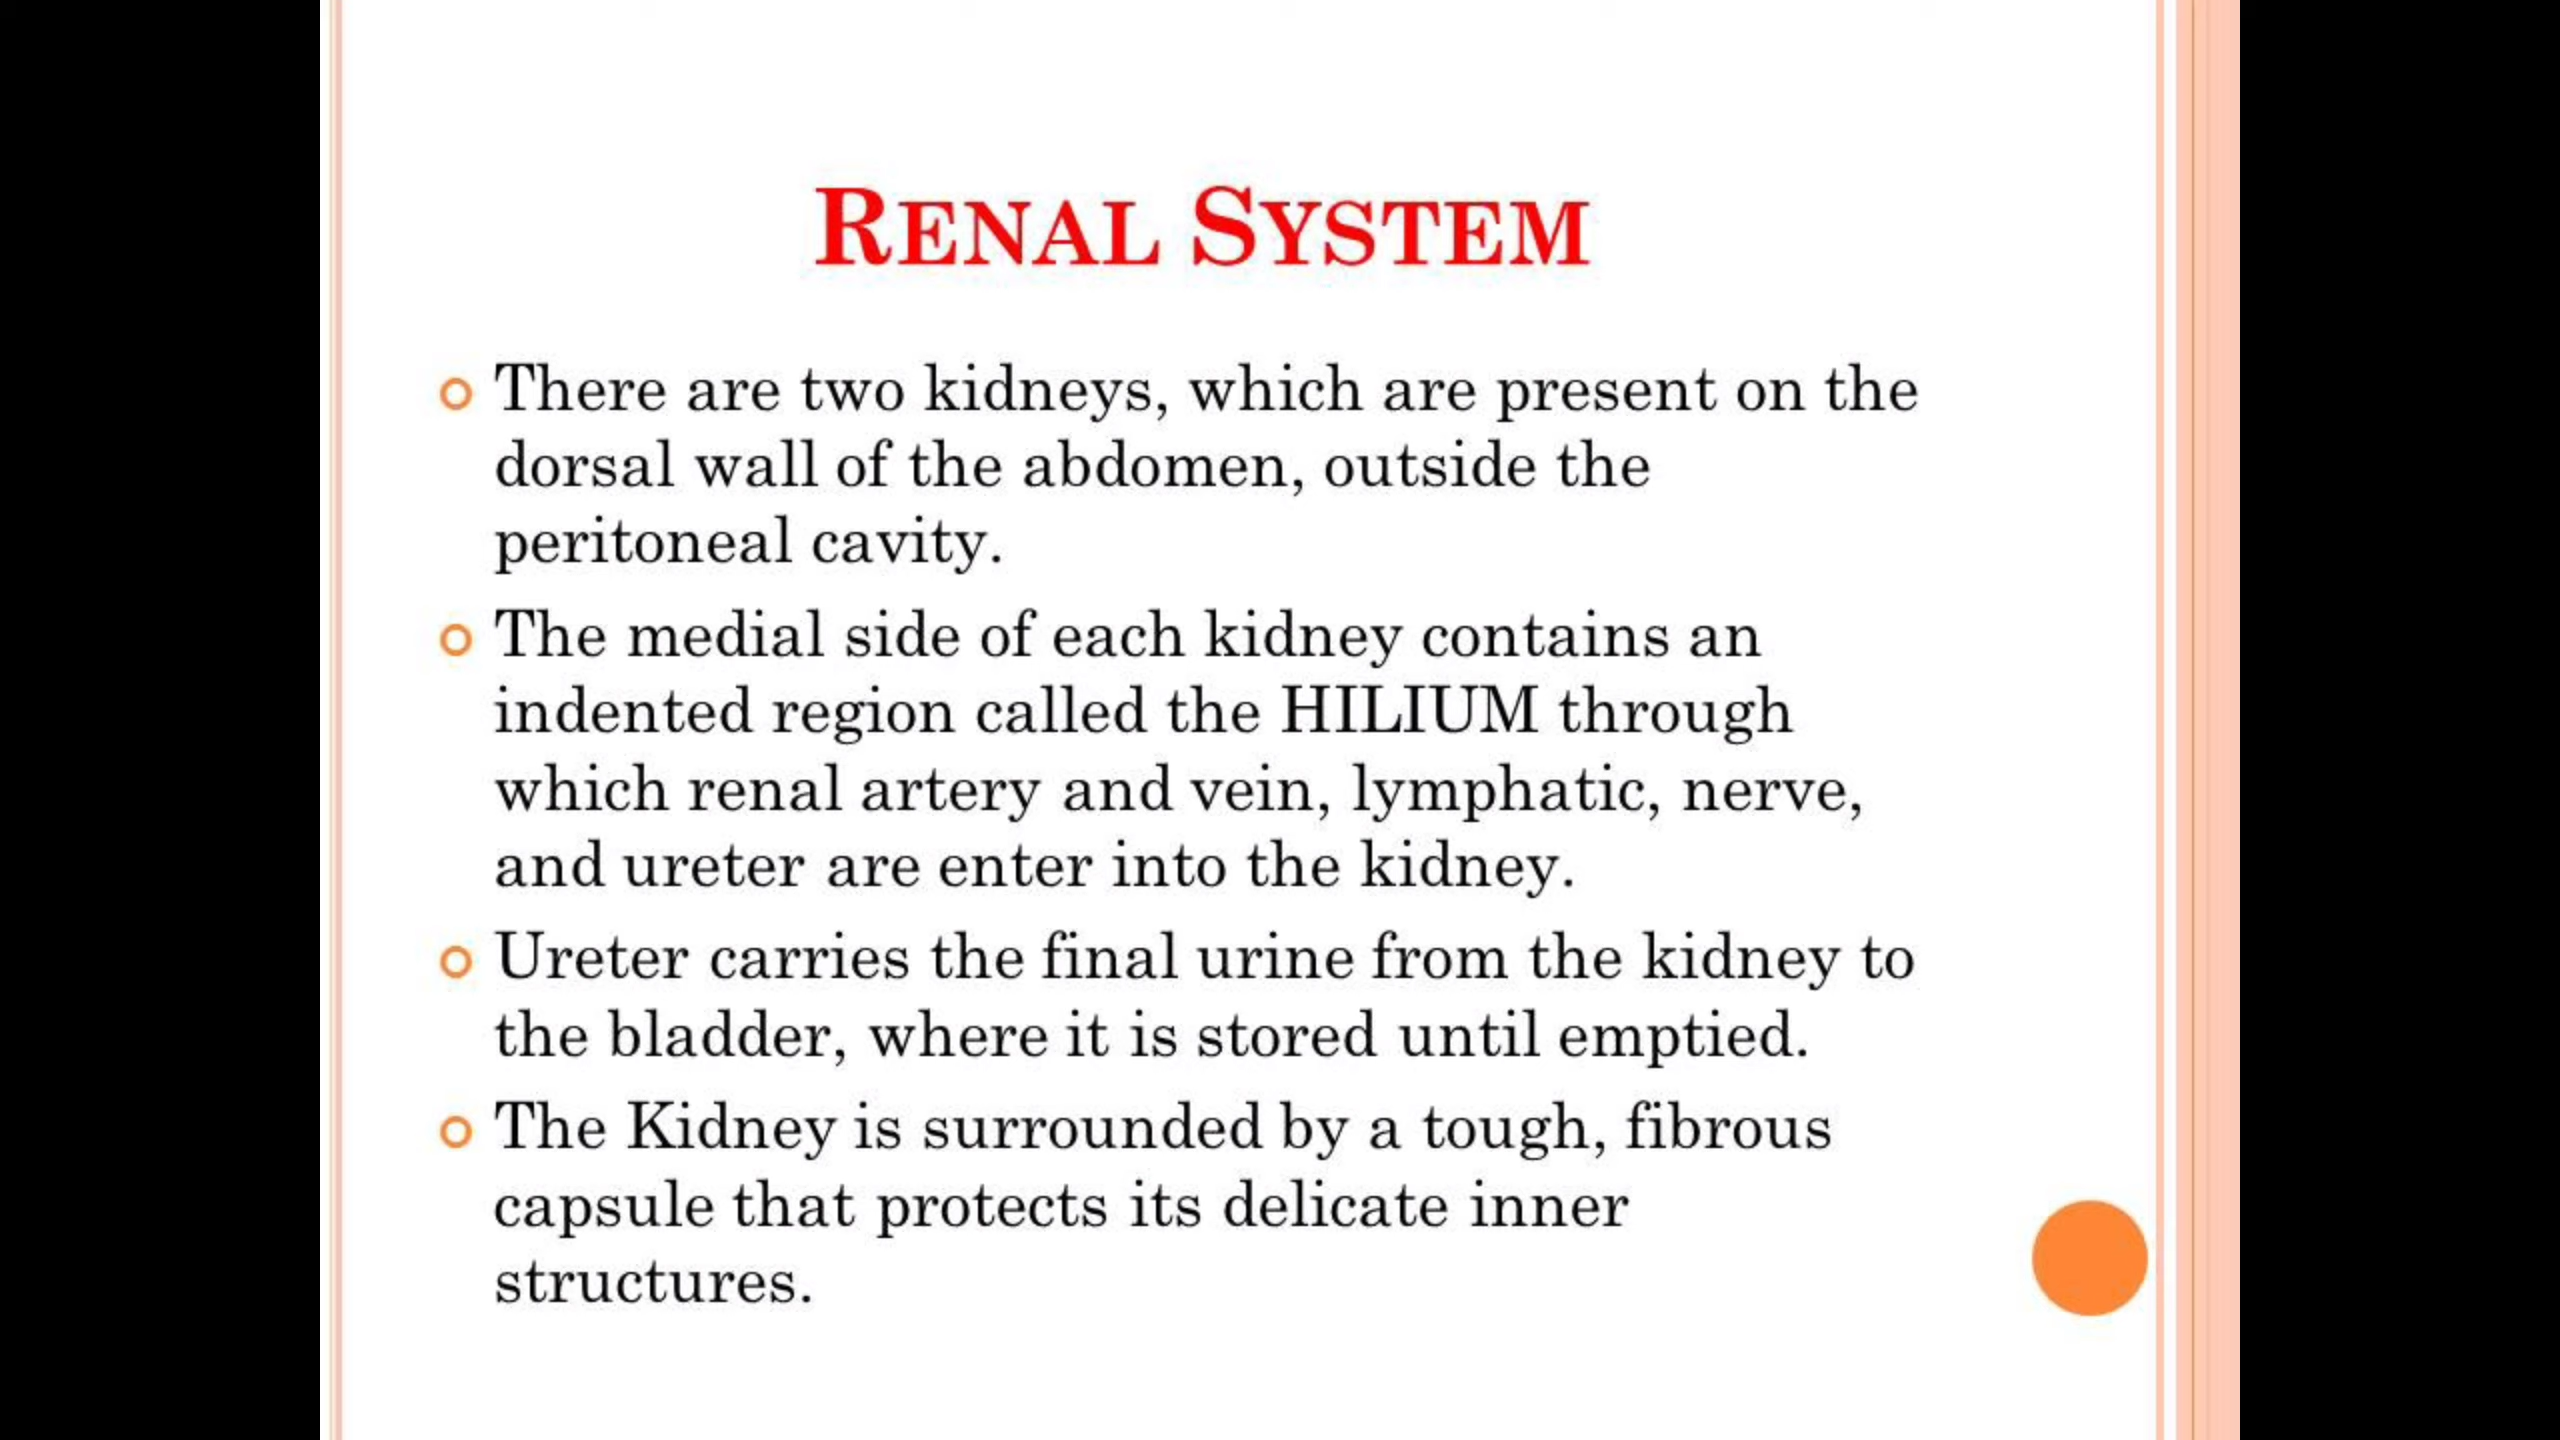 RENAL SYSTEM
There are two kidneys, which are present on the
dorsal wall of the abdomen, outside the
peritoneal cavity.
The medial side of each kidney contains an
indented region called the HILIUM through
which renal artery and vein, lymphatic, nerve,
and ureter are enter into the kidney.
Ureter carries the final urine from the kidney to
the bladder, where it is stored until emptied.
The Kidney is surrounded by a tough, fibrous
capsule that protects its delicate inner
structures.